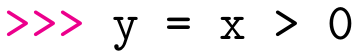 >>> y = x > 0